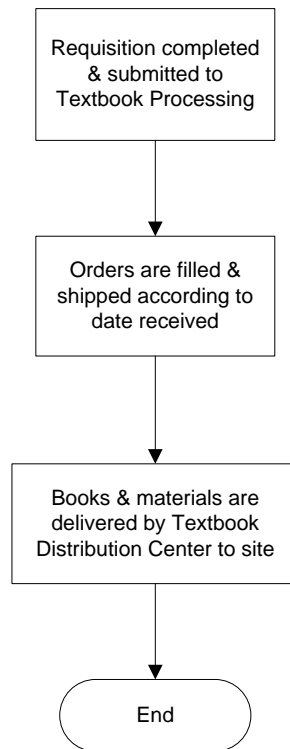 Requisition completed
& submitted to
Textbook Processing
Orders are filled &
shipped according to
date received
Books & materials are
delivered by Textbook
Distribution Center to site
End